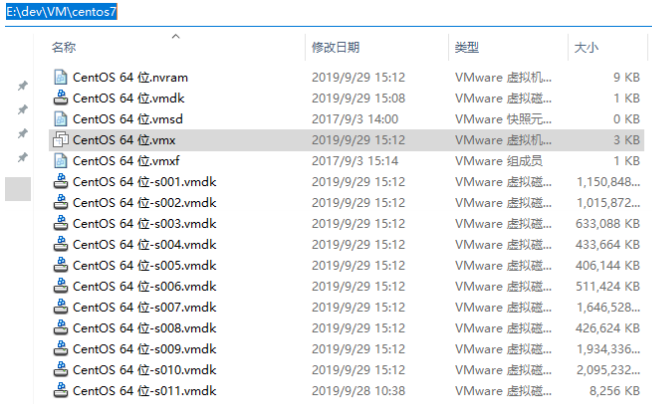 E:\dev\VM\centos7
名称 修改日期 类型 大小
CentOS 64 位.nvram 2019/9/29 15:12 VMware 虚拟机... 9 KB
CentOS 64 位.vmdk 2019/9/29 15:08 VMware 虚拟磁... 1 KB
CentOS 64 位.vmsd 2017/9/3 14:00 VMware 快照元... 0 KB
CentOS 64 位.vmx 2019/9/29 15:12 VMware 虚拟机... 3 KB
CentOS 64 位.vmxf 2017/9/3 15:14 VMware 组成员 1 KB
CentOS 64 位-s001.vmdk 2019/9/29 15:12 VMware 虚拟磁... 1,150,848...
CentOS 64 位-s002.vmdk 2019/9/29 15:12 VMware 虚拟磁... 1,015,872...
CentOS 64 位-s003.vmdk 2019/9/29 15:12 VMware 虚拟磁... 633,088 KB
CentOS 64 位-s004.vmdk 2019/9/29 15:12 VMware 虚拟磁... 433,664 KB
CentOS 64 位-s005.vmdk 2019/9/29 15:12 VMware 虚拟磁... 406,144 KB
CentOS 64 位-s006.vmdk 2019/9/29 15:12 VMware 虚拟磁... 511,424 KB
CentOS 64 位-s007.vmdk 2019/9/29 15:12 VMware 虚拟磁... 1,646,528...
CentOS 64 位-s008.vmdk 2019/9/29 15:12 VMware 虚拟磁... 426,624 KB
CentOS 64 位-s009.vmdk 2019/9/29 15:12 VMware 虚拟磁... 1,934,336...
CentOS 64 位-s010.vmdk 2019/9/29 15:12 VMware 虚拟磁... 2,095,232...
CentOS 64 位-s011.vmdk 2019/9/28 10:38 VMware 虚拟磁... 8,256 KB